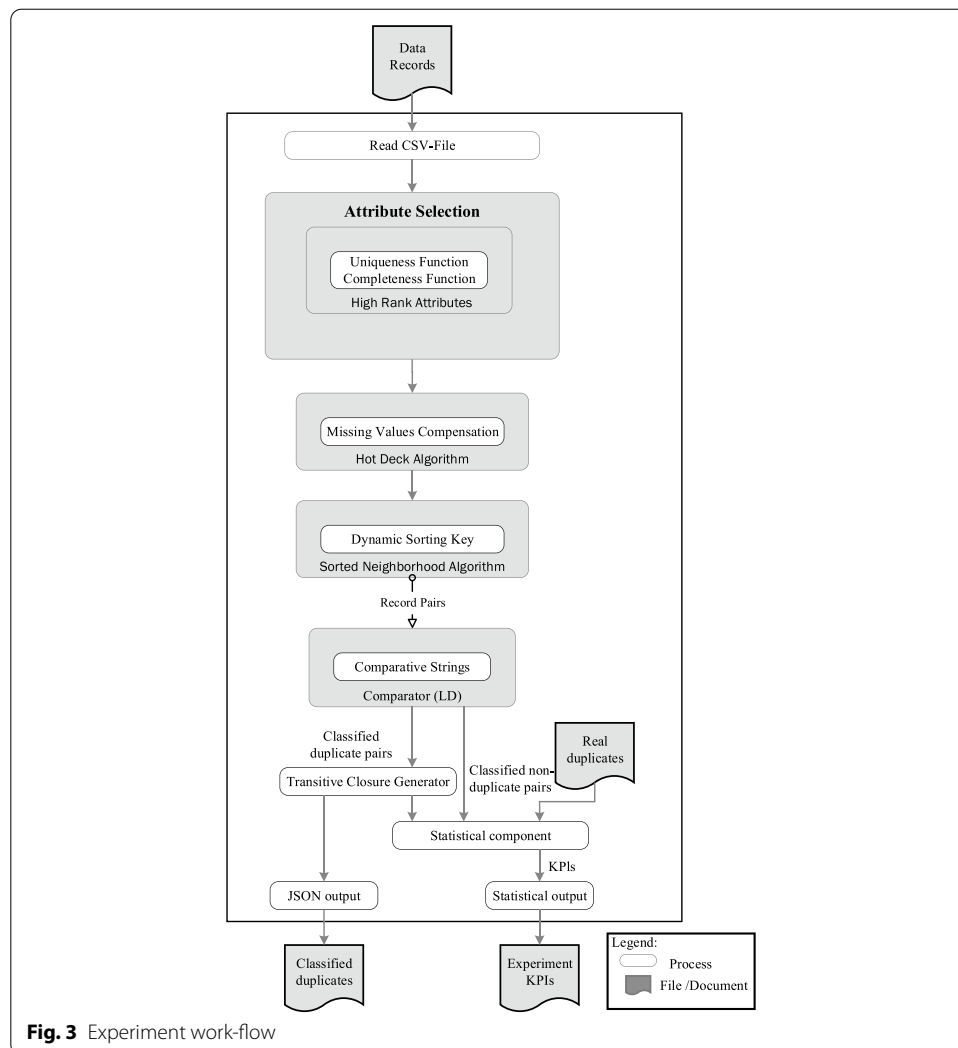 Data
Records
Read CSV-File
Attribute Selection
Uniqueness Function
Completeness Function
High Rank Attributes
Missing Values Compensation
Hot Deck Algorithm
Dynamic Sorting Key
Sorted Neighborhood Algorithm
Record Pairs
Comparative Strings
Comparator (LD)
Classified
duplicate pairs
Real
duplicates
Classified non-
duplicate pairs
Transitive Closure Generator
Statistical component
KPIs
JSON output
Statistical output
Classified
duplicates
Experiment
KPIs
Legend:
Process
File /Document
Fig. 3 Experiment work-flow